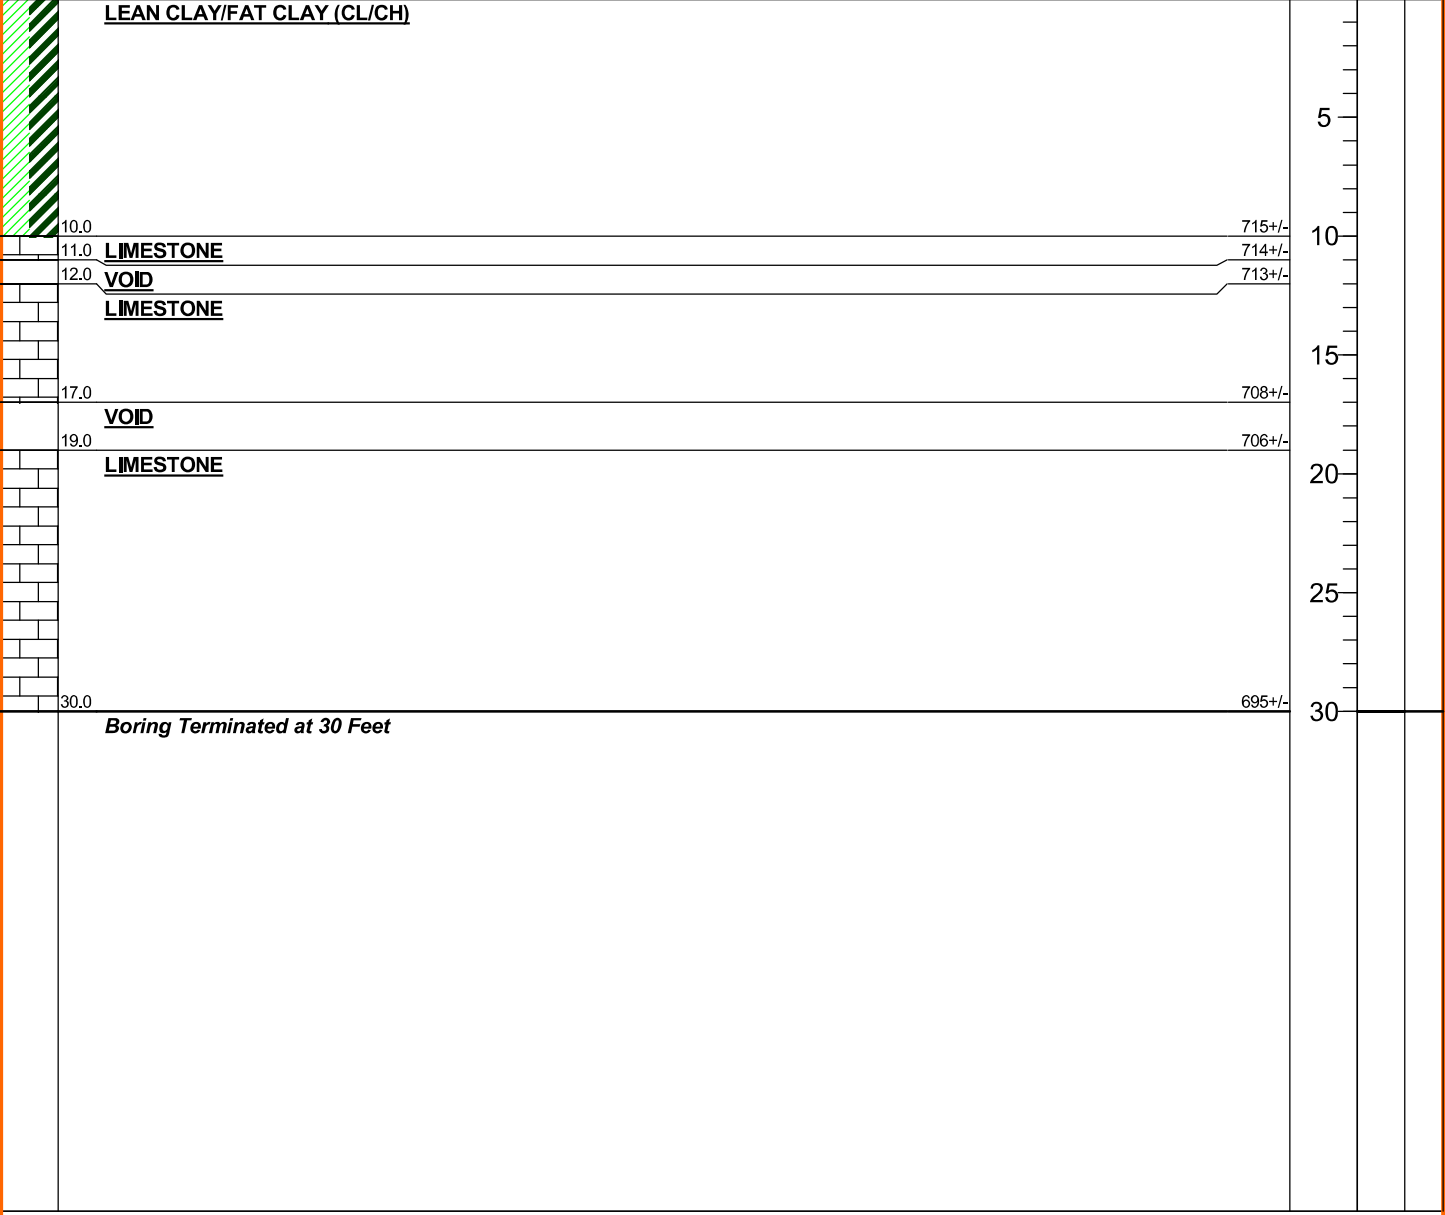 LEAN CLAY/FAT CLAY (CL/CH)
5
10.0 715+/- 10
11.0 LIMESTONE 714+/-
12.0 VOID 713+/-
LIMESTONE
15
17.0 708+/-
VOID
19.0 706+/-
LIMESTONE
20
25
30.0 695+/- 30
Boring Terminated at 30 Feet